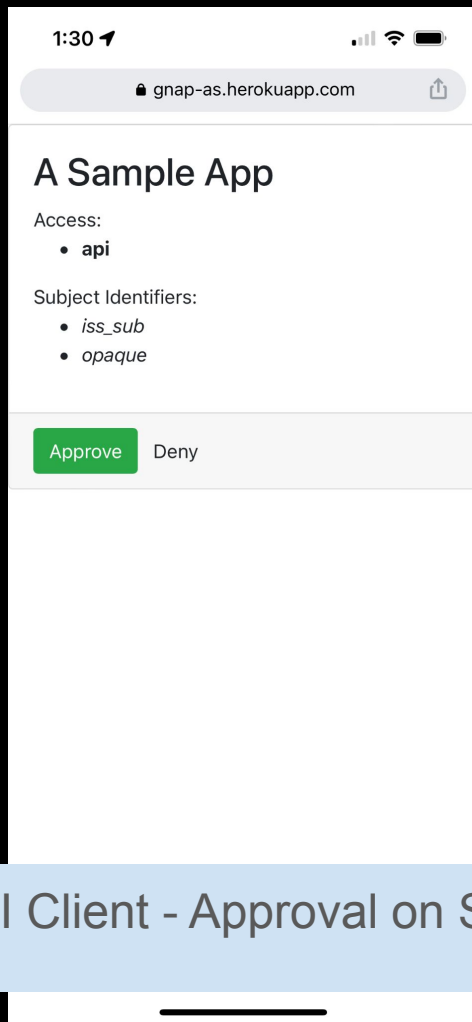 1:30
gnap-as.herokuapp.com
A Sample App
Access:
• api
Subject Identifiers:
• iss_sub
• opaque
Approve Deny
Client - Approval on